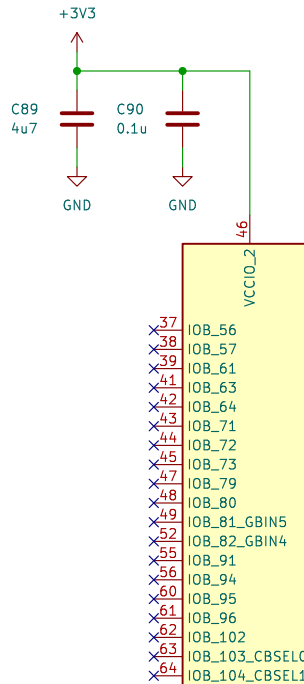 +3V3
C89
4u7
C90
0.1u
GND
GND
46
VCCIO_2
37 IOB_56
38 IOB_57
39 IOB_61
41 IOB_63
42 IOB_64
43 IOB_71
44 IOB_72
45 IOB_73
47 IOB_79
48 IOB_80
49 IOB_81_GBIN5
52 IOB_82_GBIN4
55 IOB_91
56 IOB_94
60 IOB_95
61 IOB_96
62 IOB_102
63 IOB_103_CBSEL0
64 IOB_104_CBSEL1